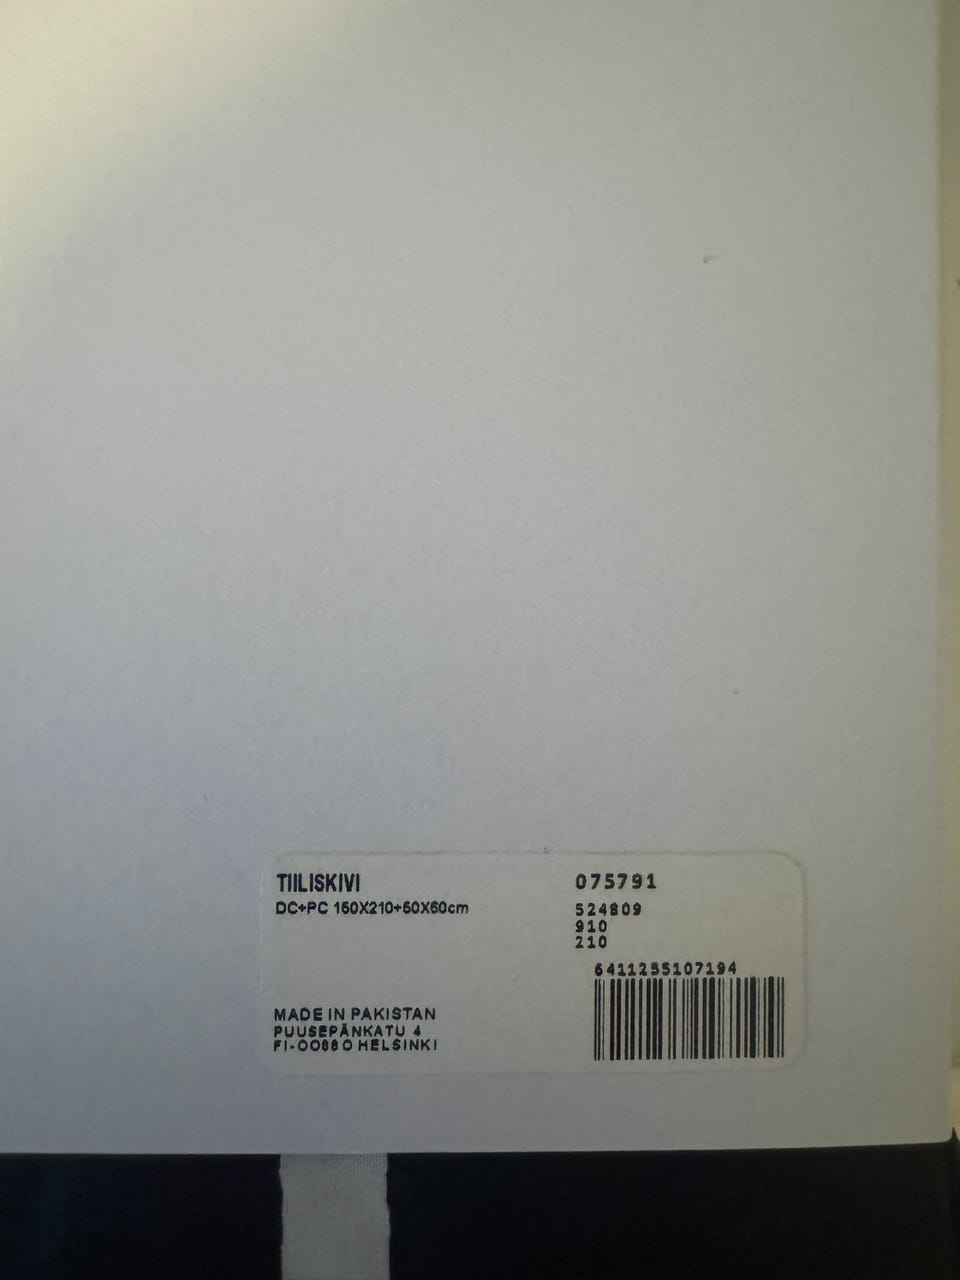 TIILISKIVI
DC+PC 150X210+50X60cm
MADE IN PAKISTAN
PUUSEPÄNKATU 4
FI-00880 HELSINKI
075791
524809
910
210
6411255107194